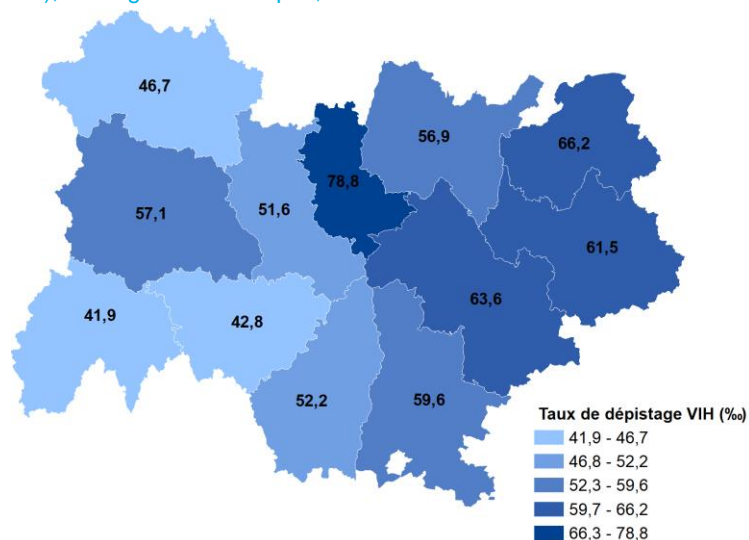 46,7
56,9
66,2
78,8
57,1
51,6
61,5
63,6
41,9
42,8
52,2
59,6
Taux de dépistage VIH (‰)
41,9 - 46,7
46,8 - 52,2
52,3 - 59,6
59,7 - 66,2
66,3 - 78,8